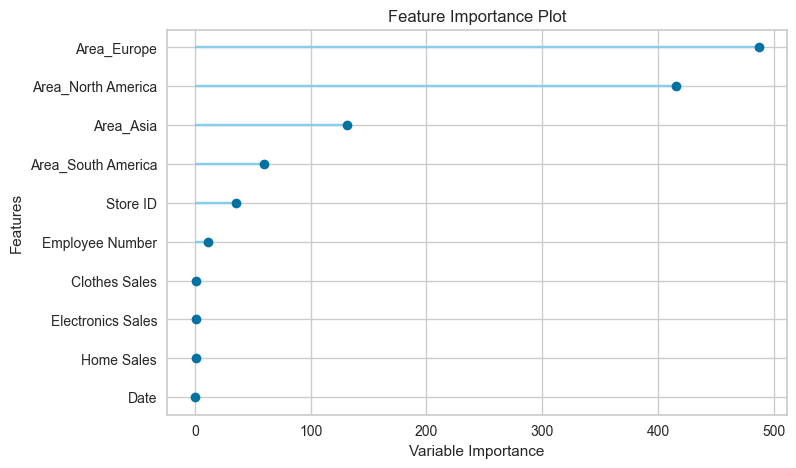 Feature Importance Plot
Features
Area_Europe
Area_North America
Area_Asia
Area_South America
Store ID
Employee Number
Clothes Sales
Electronics Sales
Home Sales
Date
0 100 200 300 400 500
Variable Importance